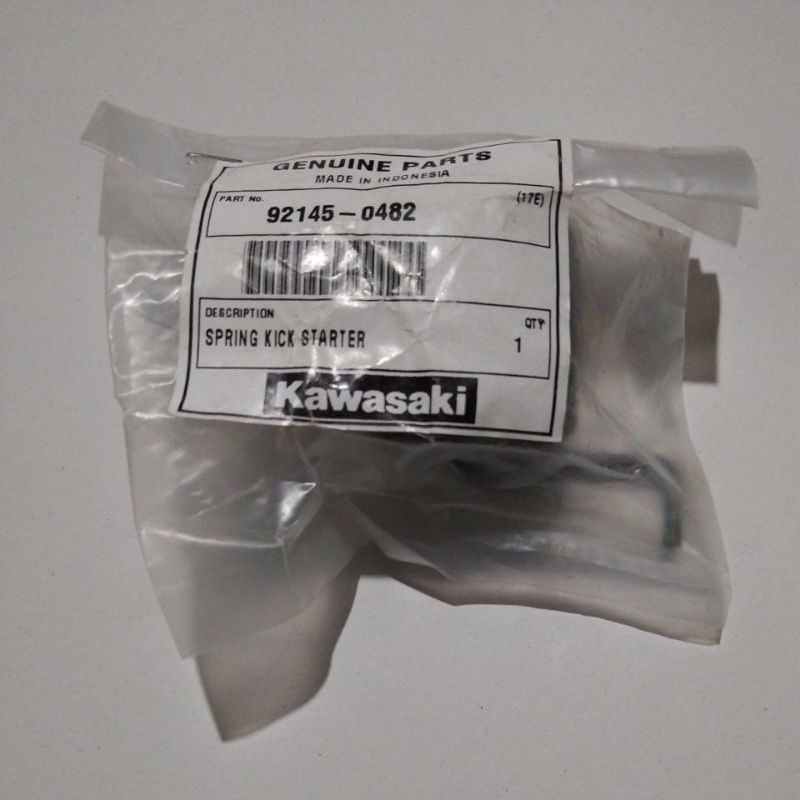 GENUINE PARTS
MADE IN INDONESIA
PART No. (17E)
92145-0482
DESCRIPTION QTY
SPRING KICK STARTER 1
Kawasaki